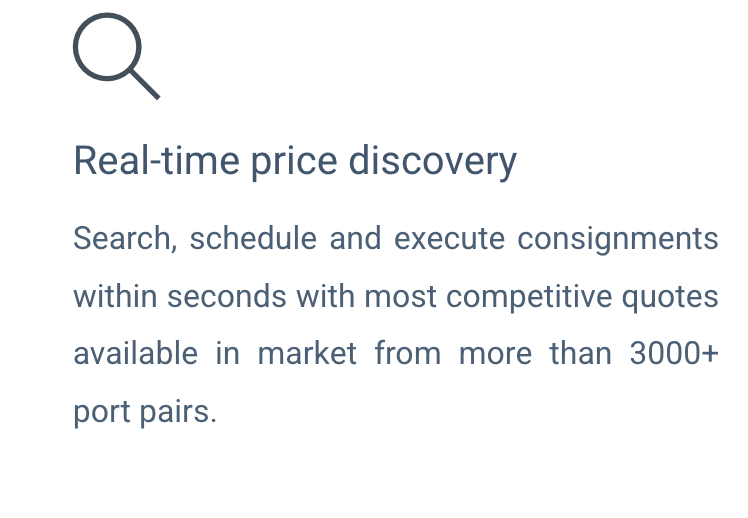 Real-time price discovery
Search, schedule and execute consignments
within seconds with most competitive quotes
available in market from more than 3000+
port pairs.